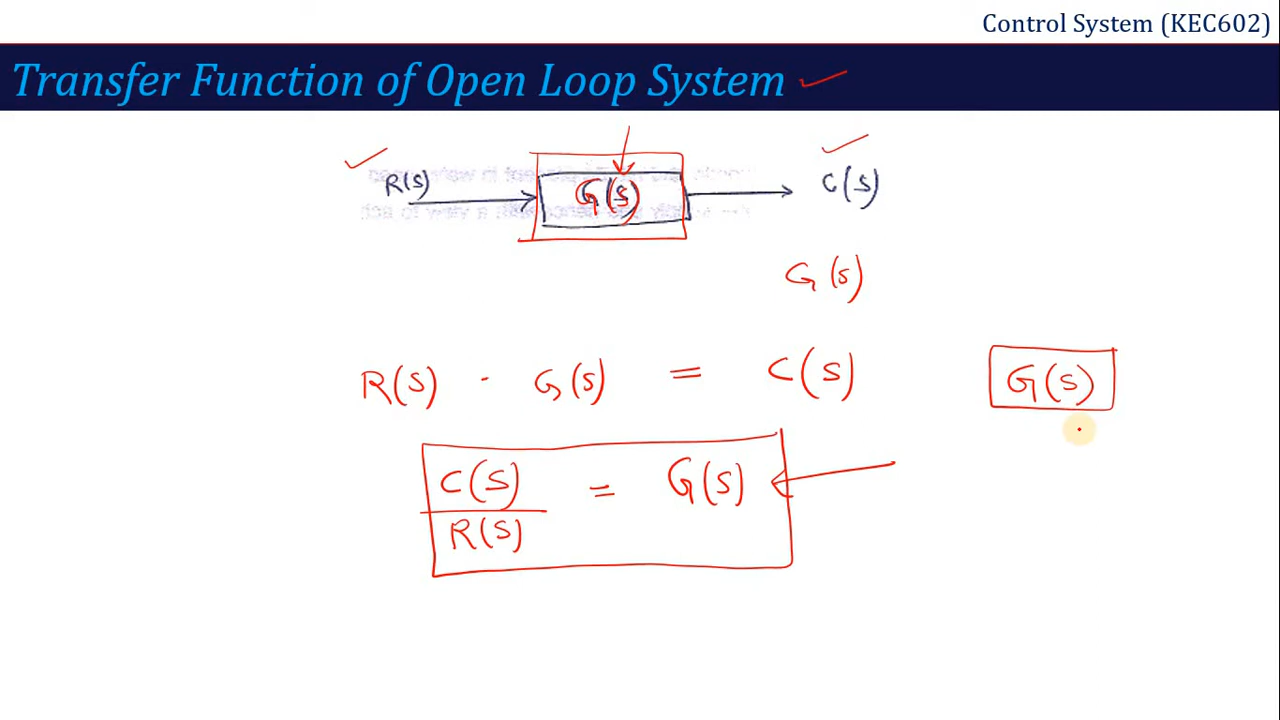 Control System (KEC602)
Transfer Function of Open Loop System
R(s) G(s) C(s)
G(s)
R(s) · G(s) = C(s) G(s)
C(s)
R(s) = G(s)